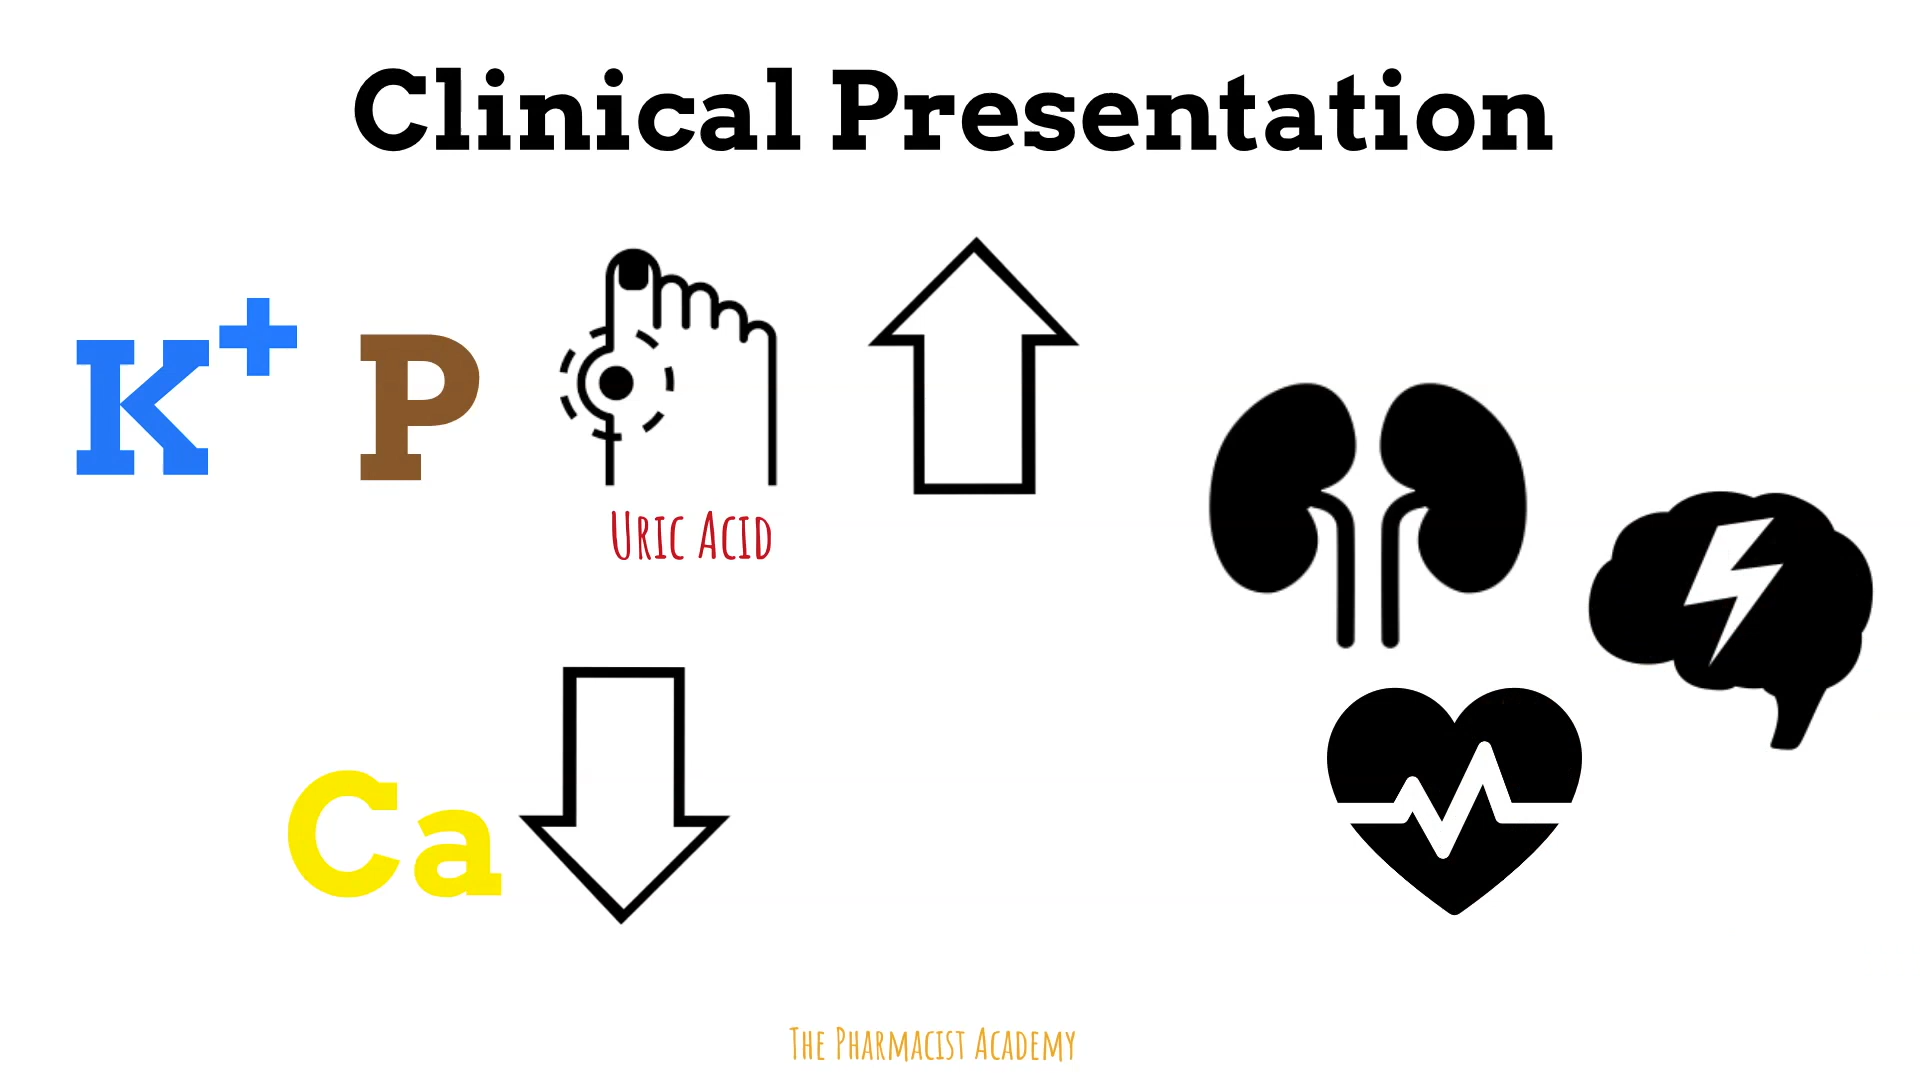 Clinical Presentation
K+ P
Uric Acid
Ca
The Pharmacist Academy